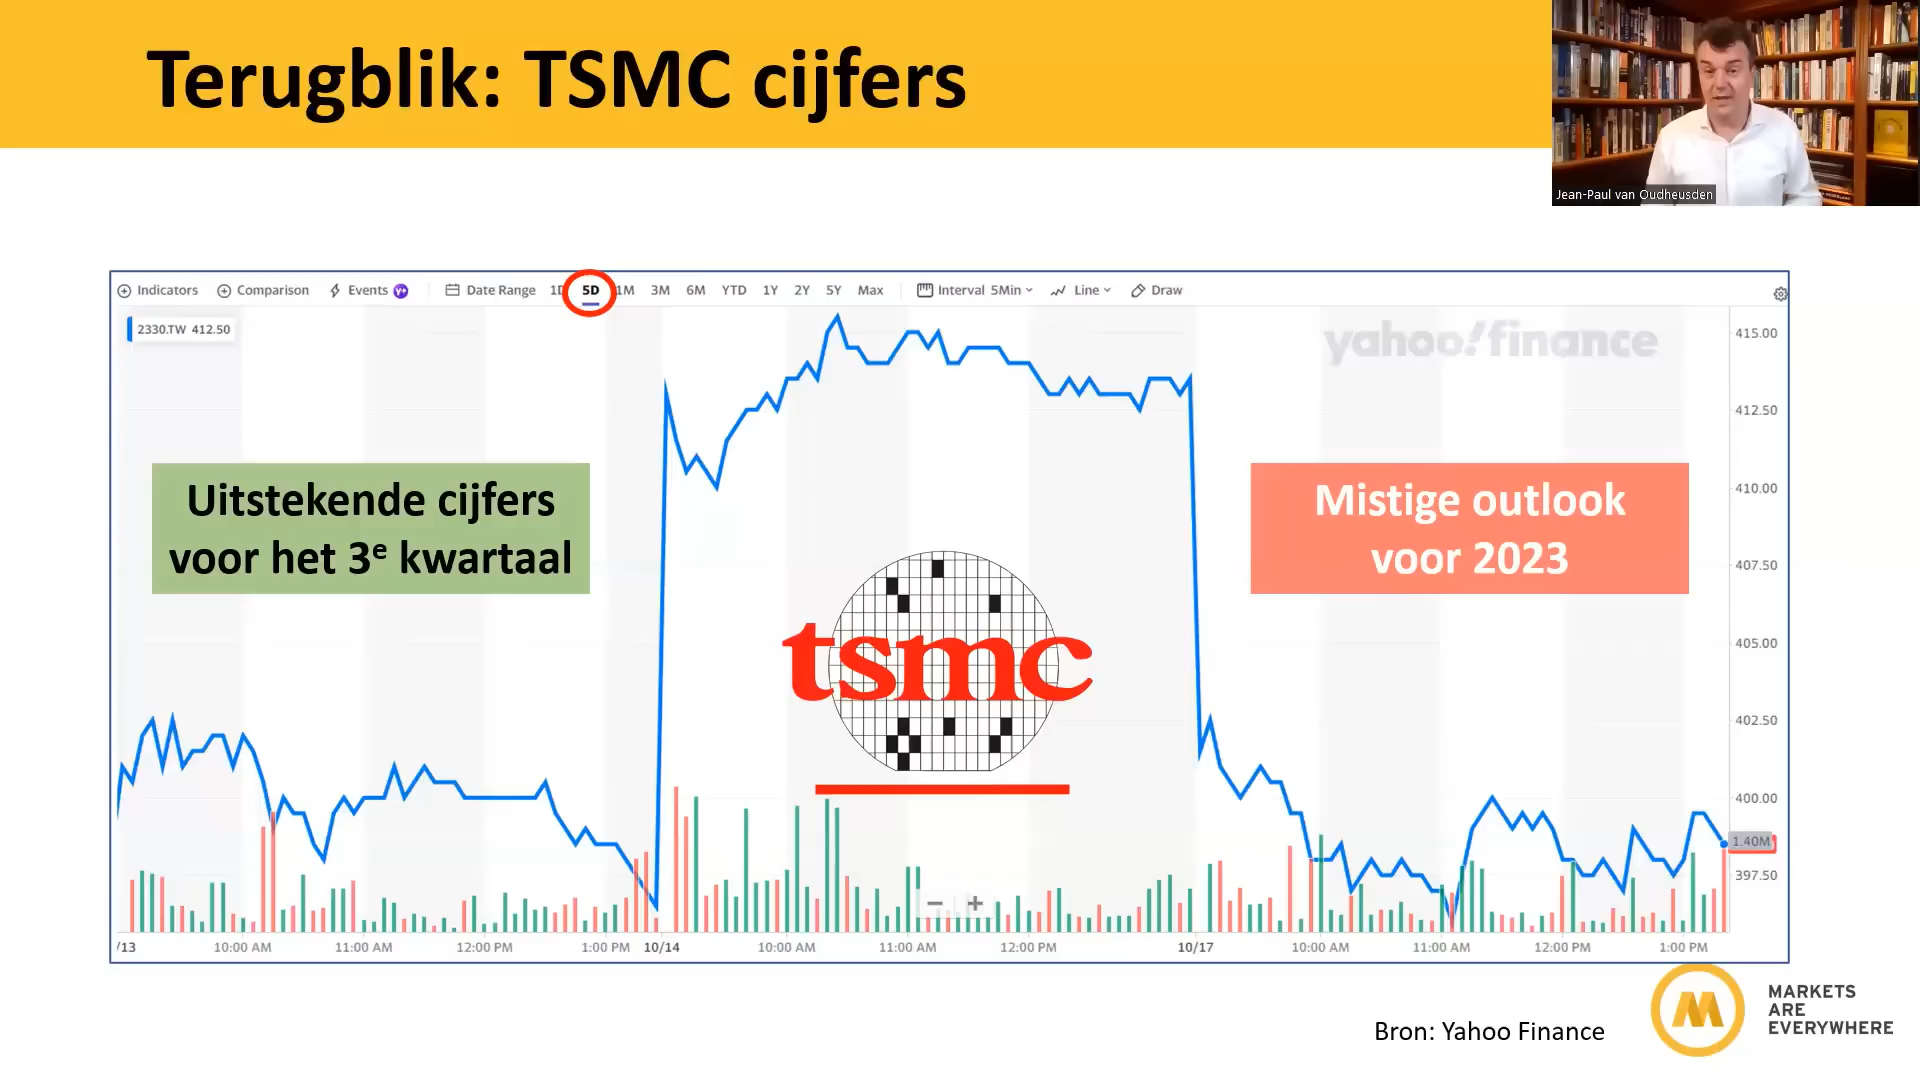 Terugblik: TSMC cijfers
Jean-Paul van Oudheusden
Indicators Comparison Events Y+ Date Range 1D 5D 1M 3M 6M YTD 1Y 2Y 5Y Max Interval 5Min Line Draw
2330.TW 412.50
yahoo!finance
415.00
412.50
410.00
407.50
405.00
402.50
400.00
1.40M
397.50
Uitstekende cijfers
voor het 3e kwartaal
Mistige outlook
voor 2023
tsmc
− +
/13 10:00 AM 11:00 AM 12:00 PM 1:00 PM 10/14 10:00 AM 11:00 AM 12:00 PM 10/17 10:00 AM 11:00 AM 12:00 PM 1:00 PM
Bron: Yahoo Finance
M
MARKETS
ARE
EVERYWHERE